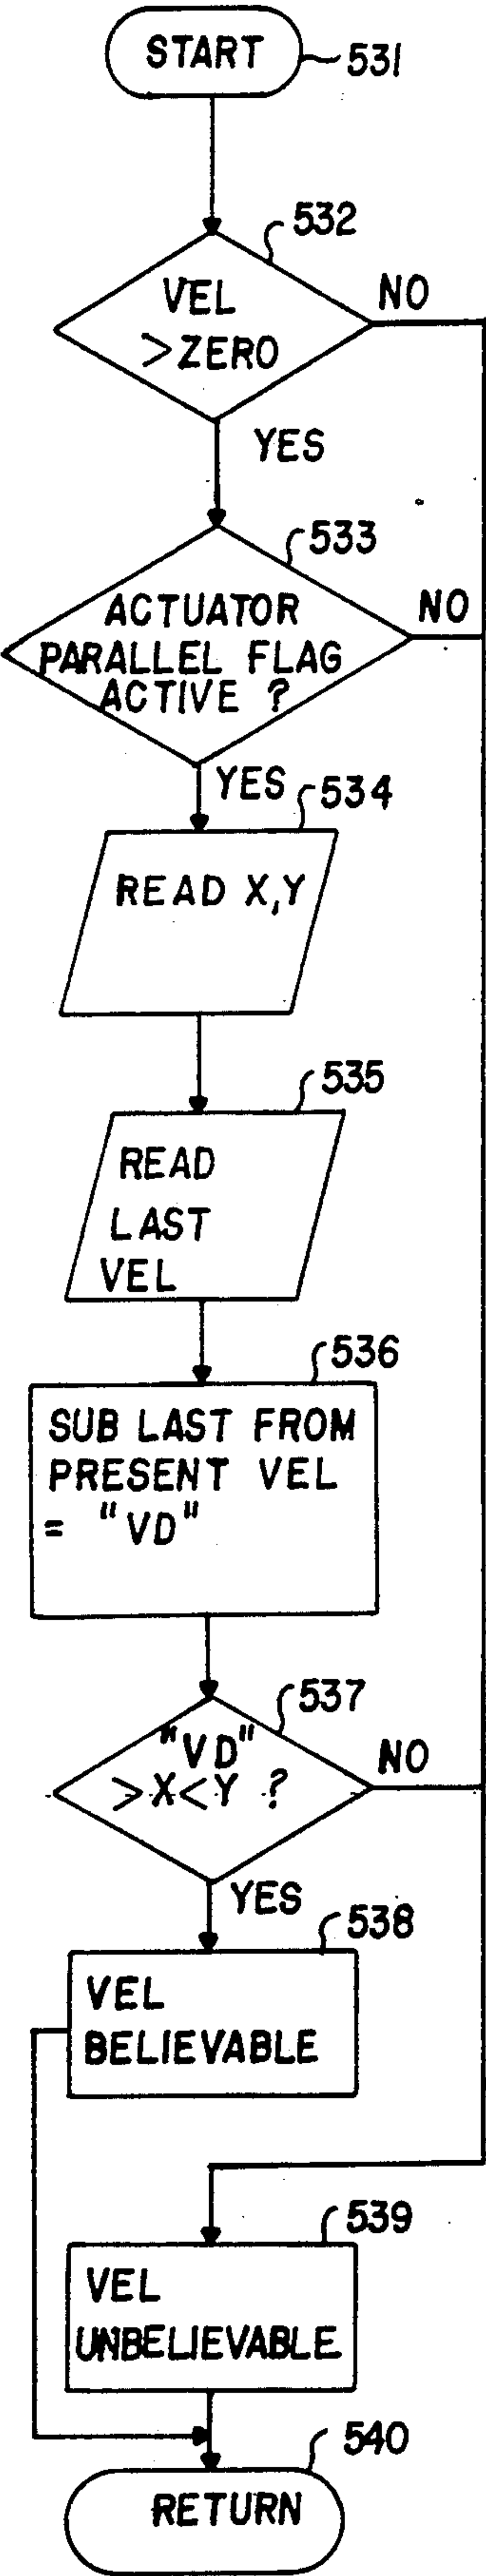 START
531
532
VEL
>ZERO
NO
YES
533
ACTUATOR
PARALLEL FLAG
ACTIVE ?
NO
YES
534
READ X,Y
535
READ
LAST
VEL
536
SUB LAST FROM
PRESENT VEL
= "VD"
537
"VD"
>X<Y ?
NO
YES
538
VEL
BELIEVABLE
539
VEL
UNBELIEVABLE
540
RETURN